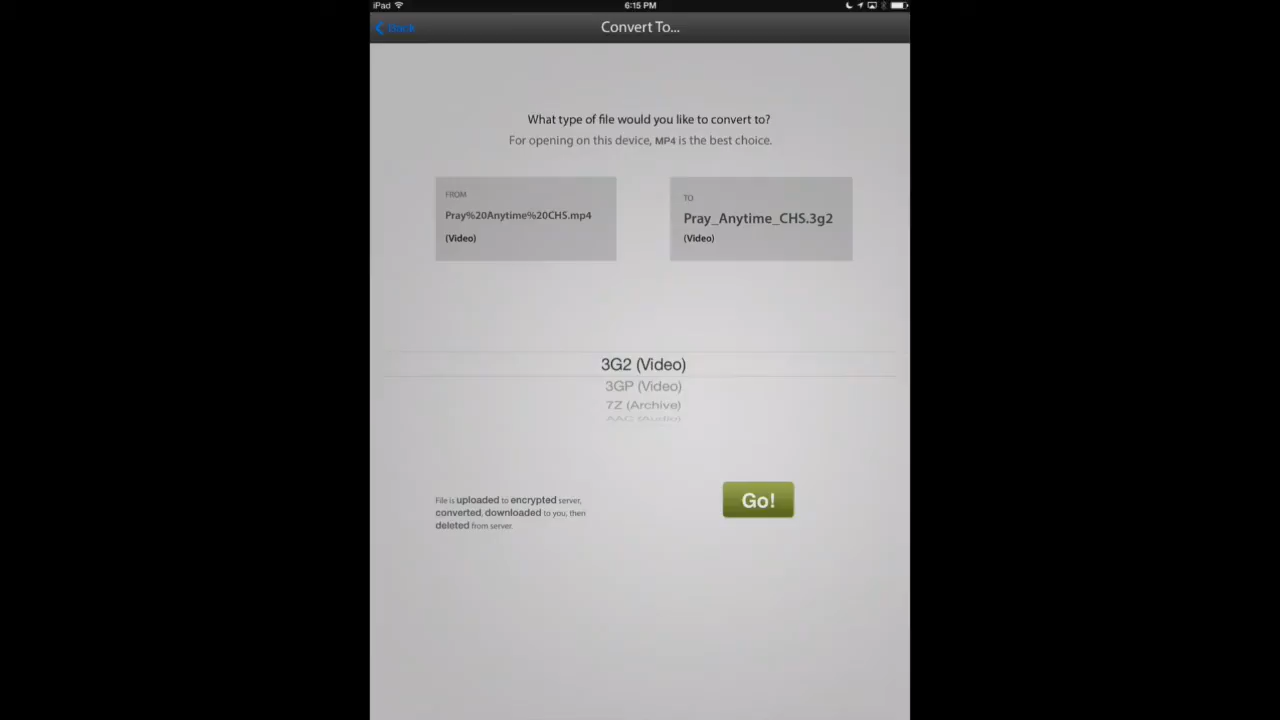 iPad 6:15 PM
Back Convert To...
What type of file would you like to convert to?
For opening on this device, MP4 is the best choice.
FROM
Pray%20Anytime%20CHS.mp4
(Video)
TO
Pray_Anytime_CHS.3g2
(Video)
3G2 (Video)
3GP (Video)
7Z (Archive)
AAC (Audio)
File is uploaded to encrypted server,
converted, downloaded to you, then
deleted from server.
Go!